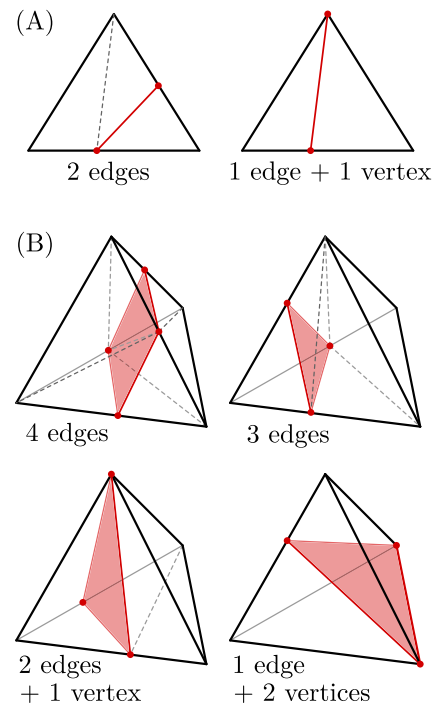 (A)
2 edges
1 edge + 1 vertex
(B)
4 edges
3 edges
2 edges
+ 1 vertex
1 edge
+ 2 vertices